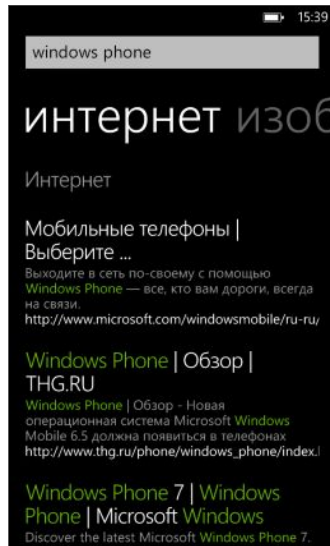 15:39
windows phone
интернет изоб
Интернет
Мобильные телефоны |
Выберите ...
Выходите в сеть по-своему с помощью
Windows Phone — все, кто вам дороги, всегда
на связи.
http://www.microsoft.com/windowsmobile/ru-ru/
Windows Phone | Обзор |
THG.RU
Windows Phone | Обзор - Новая
операционная система Microsoft Windows
Mobile 6.5 должна появиться в телефонах
http://www.thg.ru/phone/windows_phone/index.l
Windows Phone 7 | Windows
Phone | Microsoft Windows
Discover the latest Microsoft Windows Phone 7.